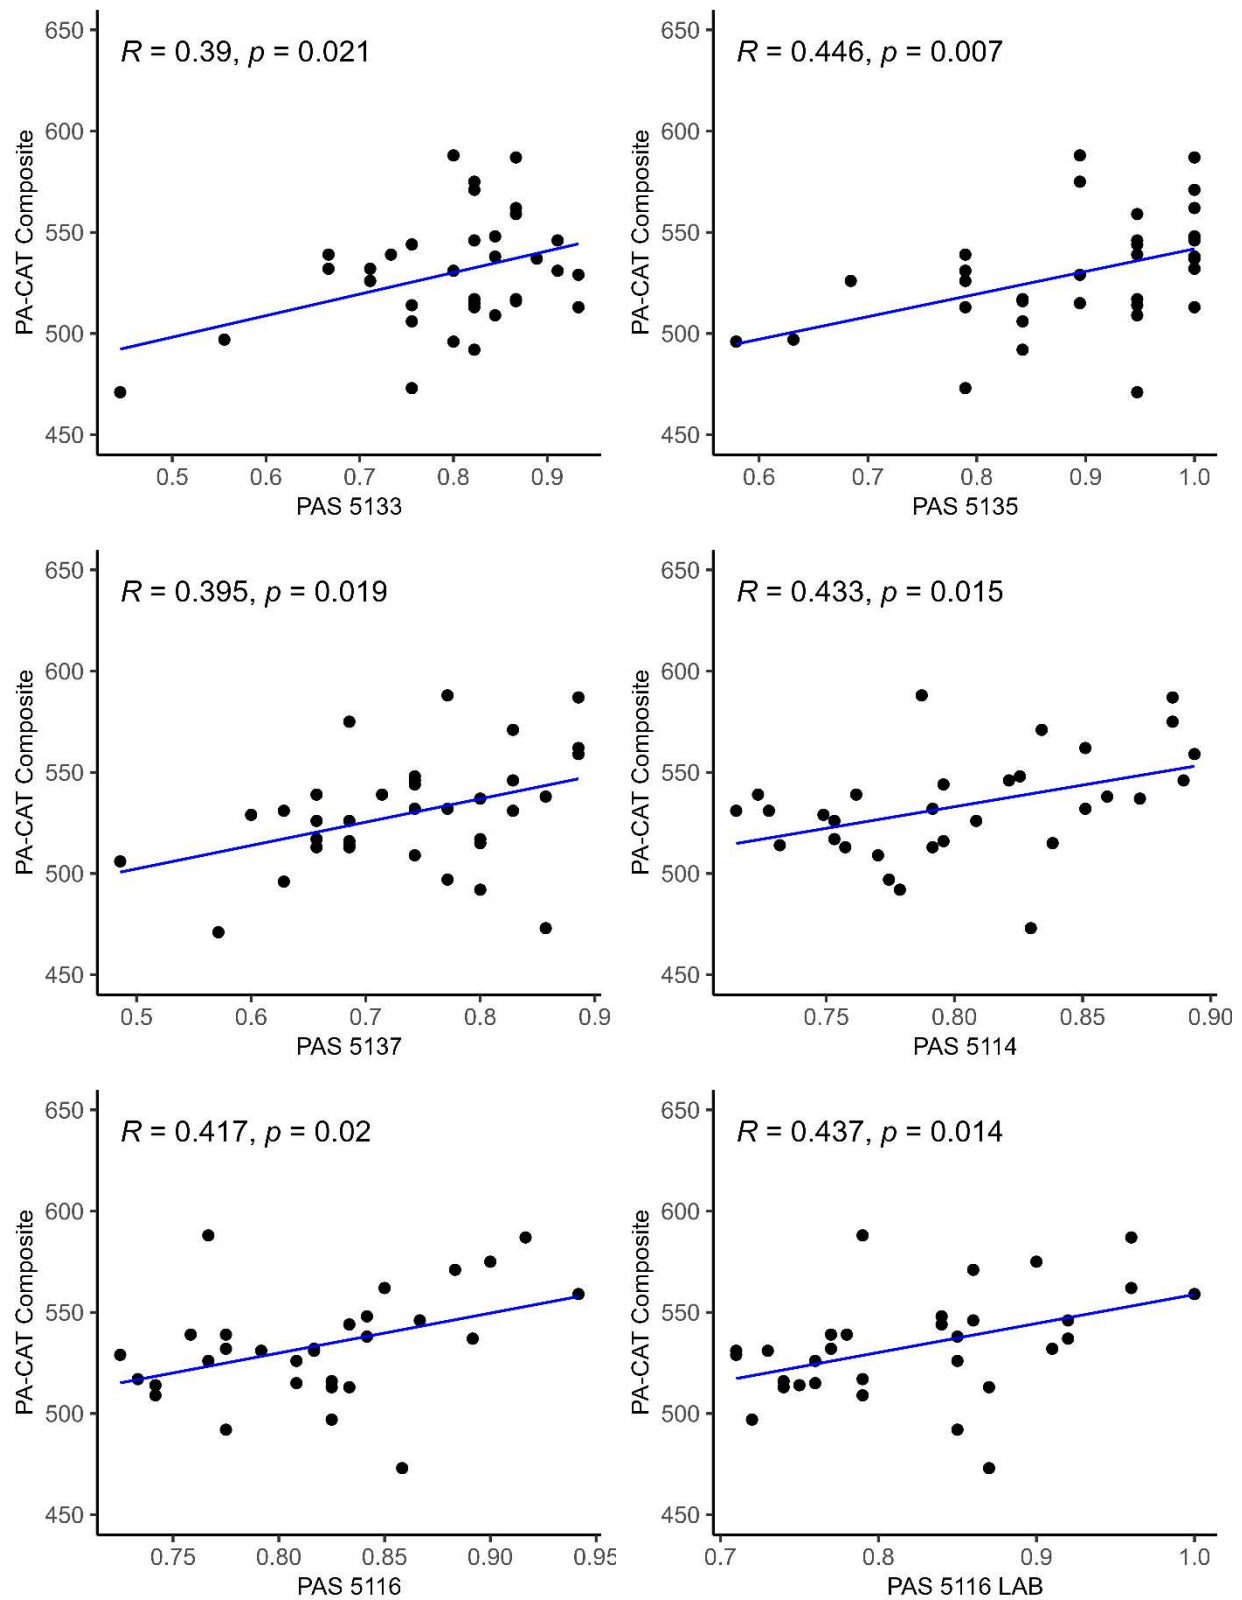 R = 0.39, p = 0.021
PA-CAT Composite
650
600
550
500
450
0.5 0.6 0.7 0.8 0.9
PAS 5133
R = 0.446, p = 0.007
PA-CAT Composite
650
600
550
500
450
0.6 0.7 0.8 0.9 1.0
PAS 5135
R = 0.395, p = 0.019
PA-CAT Composite
650
600
550
500
450
0.5 0.6 0.7 0.8 0.9
PAS 5137
R = 0.433, p = 0.015
PA-CAT Composite
650
600
550
500
450
0.75 0.80 0.85 0.90
PAS 5114
R = 0.417, p = 0.02
PA-CAT Composite
650
600
550
500
450
0.75 0.80 0.85 0.90 0.95
PAS 5116
R = 0.437, p = 0.014
PA-CAT Composite
650
600
550
500
450
0.7 0.8 0.9 1.0
PAS 5116 LAB